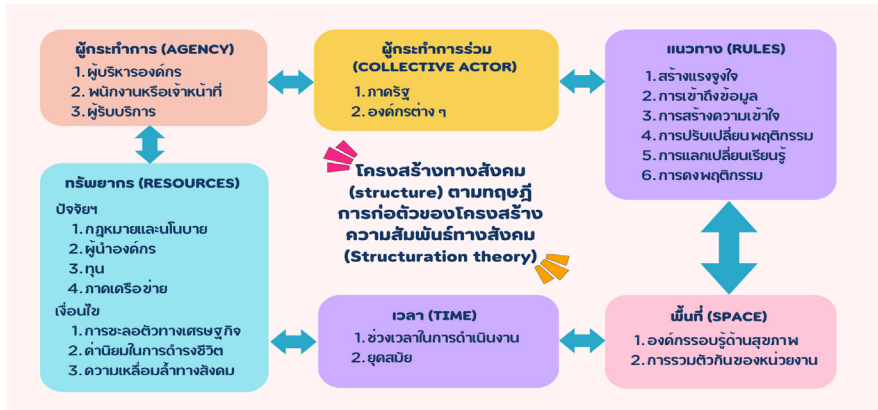 ผู้กระทำการ (AGENCY)
1. ผู้บริหารองค์กร
2. พนักงานหรือเจ้าหน้าที่
3. ผู้รับบริการ
ผู้กระทำการร่วม
(COLLECTIVE ACTOR)
1. ภาครัฐ
2. องค์กรต่าง ๆ
แนวทาง (RULES)
1. สร้างแรงจูงใจ
2. การเข้าถึงข้อมูล
3. การสร้างความเข้าใจ
4. การปรับเปลี่ยนพฤติกรรม
5. การแลกเปลี่ยนเรียนรู้
6. การคงพฤติกรรม
ทรัพยากร (RESOURCES)
ปัจจัยฯ
1. กฎหมายและนโนบาย
2. ผู้นำองค์กร
3. ทุน
4. ภาคเครือข่าย
เงื่อนไข
1. การชะลอตัวทางเศรษฐกิจ
2. ค่านิยมในการดำรงชีวิต
3. ความเหลื่อมล้ำทางสังคม
โครงสร้างทางสังคม
(structure) ตามทฤษฎี
การก่อตัวของโครงสร้าง
ความสัมพันธ์ทางสังคม
(Structuration theory)
เวลา (TIME)
1. ช่วงเวลาในการดำเนินงาน
2. ยุคสมัย
พื้นที่ (SPACE)
1. องค์กรรอบรู้ด้านสุขภาพ
2. การรวมตัวกันของหน่วยงาน